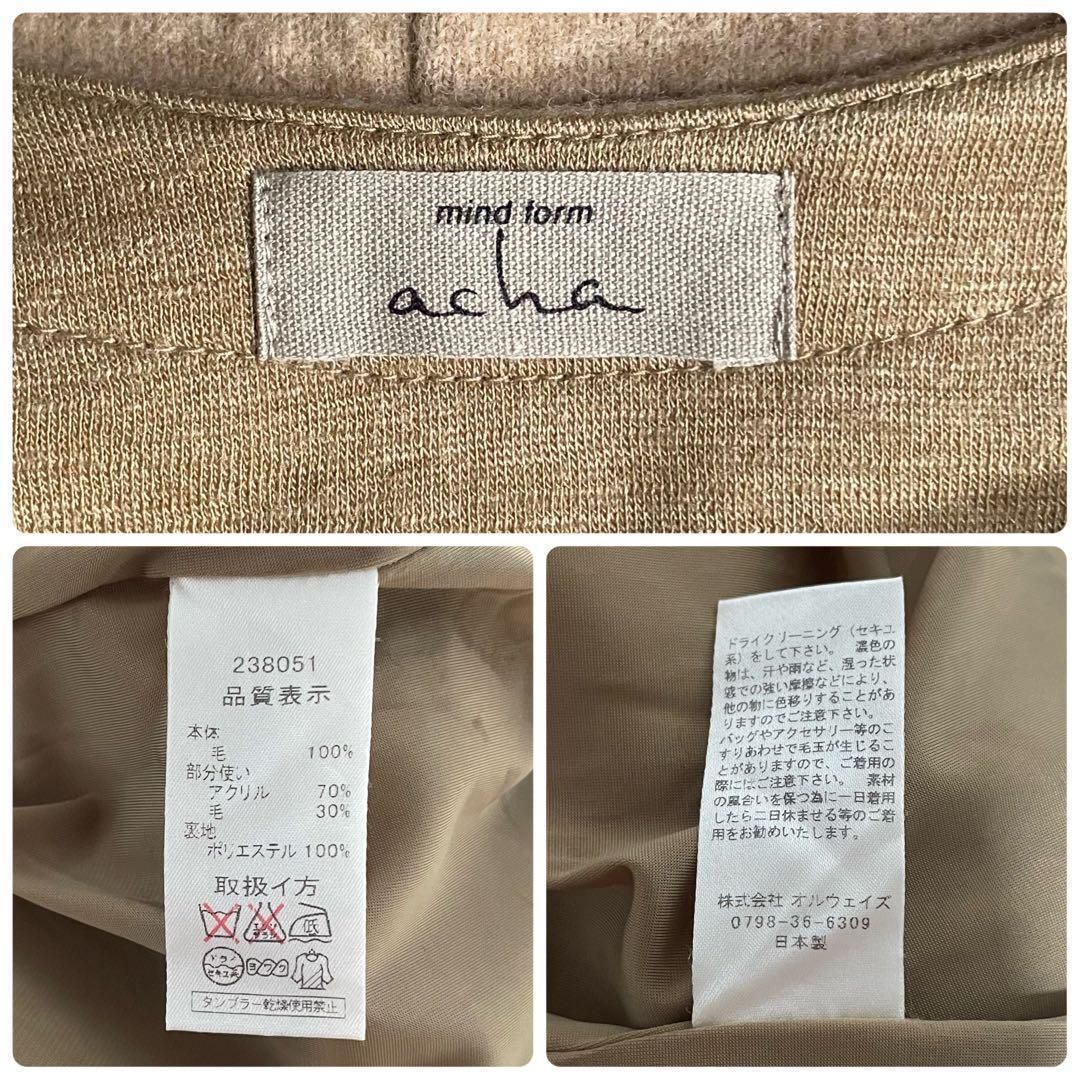 mind form
acha
238051
品質表示
本体
毛 100%
部分使い
アクリル 70%
毛 30%
裏地
ポリエステル 100%
取扱イ方
エンソ
サラシ
低
ドライ
セキユ系
ヨワク
タンブラー乾燥使用禁止
ドライクリーニング(セキユ
系)をして下さい。 濃色の
物は、汗や雨など、湿った状
態での強い摩擦などにより、
他の物に色移りすることがあ
りますのでご注意下さい。
バッグやアクセサリー等のこ
すりあわせで毛玉が生じるこ
とがありますので、ご着用の
際にはご注意下さい。 素材
の風合いを保つ為に一日着用
したら二日休ませる等のご着
用をお勧めいたします。
株式会社 オルウェイズ
0798-36-6309
日本製